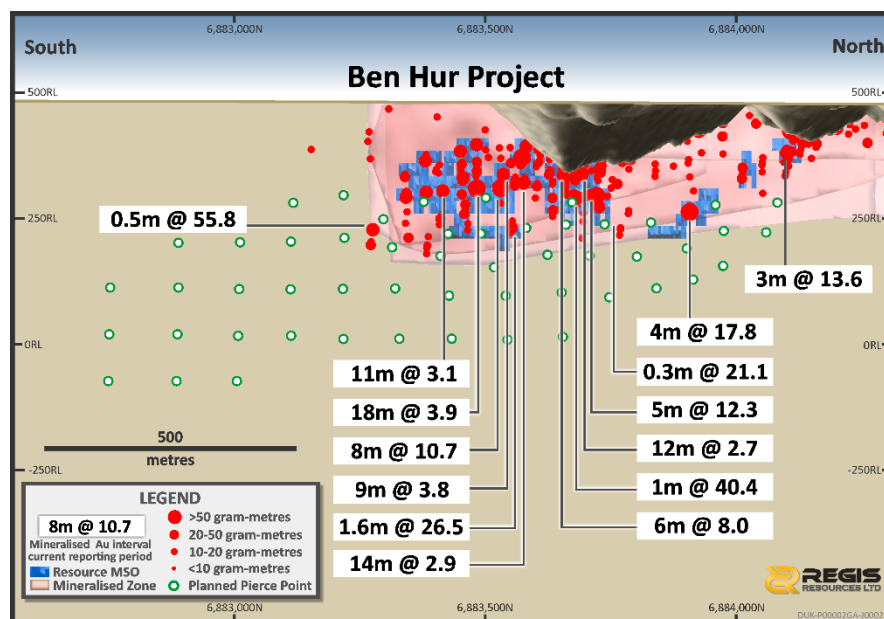 6,883,000N 6,883,500N 6,884,000N
South North
Ben Hur Project
500RL 500RL
250RL 250RL
0RL 0RL
-250RL -250RL
0.5m @ 55.8
3m @ 13.6
4m @ 17.8
11m @ 3.1
0.3m @ 21.1
18m @ 3.9
5m @ 12.3
8m @ 10.7
12m @ 2.7
9m @ 3.8
1m @ 40.4
1.6m @ 26.5
6m @ 8.0
14m @ 2.9
500
metres
LEGEND
8m @ 10.7
Mineralised Au interval
current reporting period
Resource MSO
Mineralised Zone
>50 gram-metres
20-50 gram-metres
10-20 gram-metres
<10 gram-metres
Planned Pierce Point
REGIS
RESOURCES LTD
6,883,000N 6,883,500N 6,884,000N
DUK-P00002GA-J0002